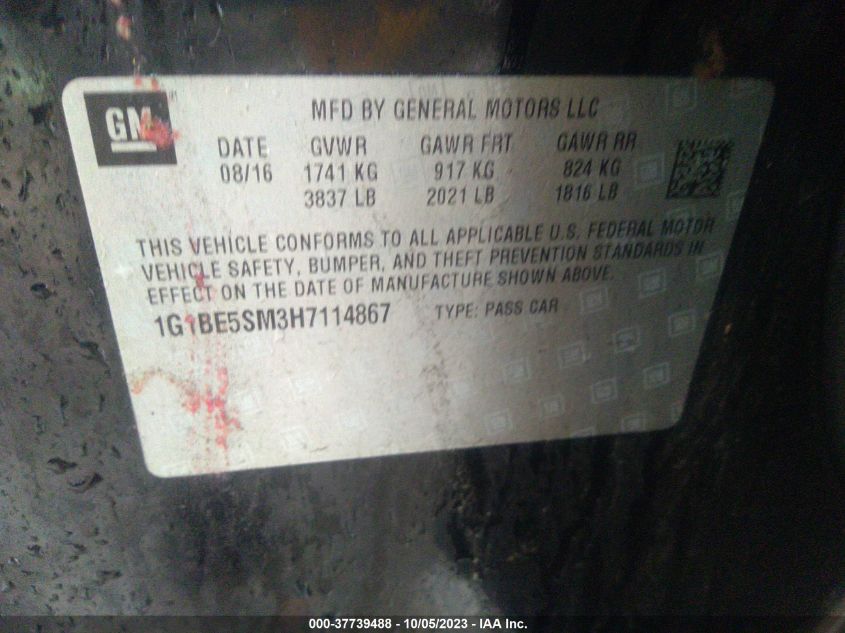 GM
MFD BY GENERAL MOTORS LLC
DATE GVWR GAWR FRT GAWR RR
08/16 1741 KG 917 KG 824 KG
3837 LB 2021 LB 1816 LB
THIS VEHICLE CONFORMS TO ALL APPLICABLE U.S. FEDERAL MOTOR
VEHICLE SAFETY, BUMPER, AND THEFT PREVENTION STANDARDS IN
EFFECT ON THE DATE OF MANUFACTURE SHOWN ABOVE.
1G1BE5SM3H7114867 TYPE: PASS CAR
000-37739488 - 10/05/2023 - IAA Inc.